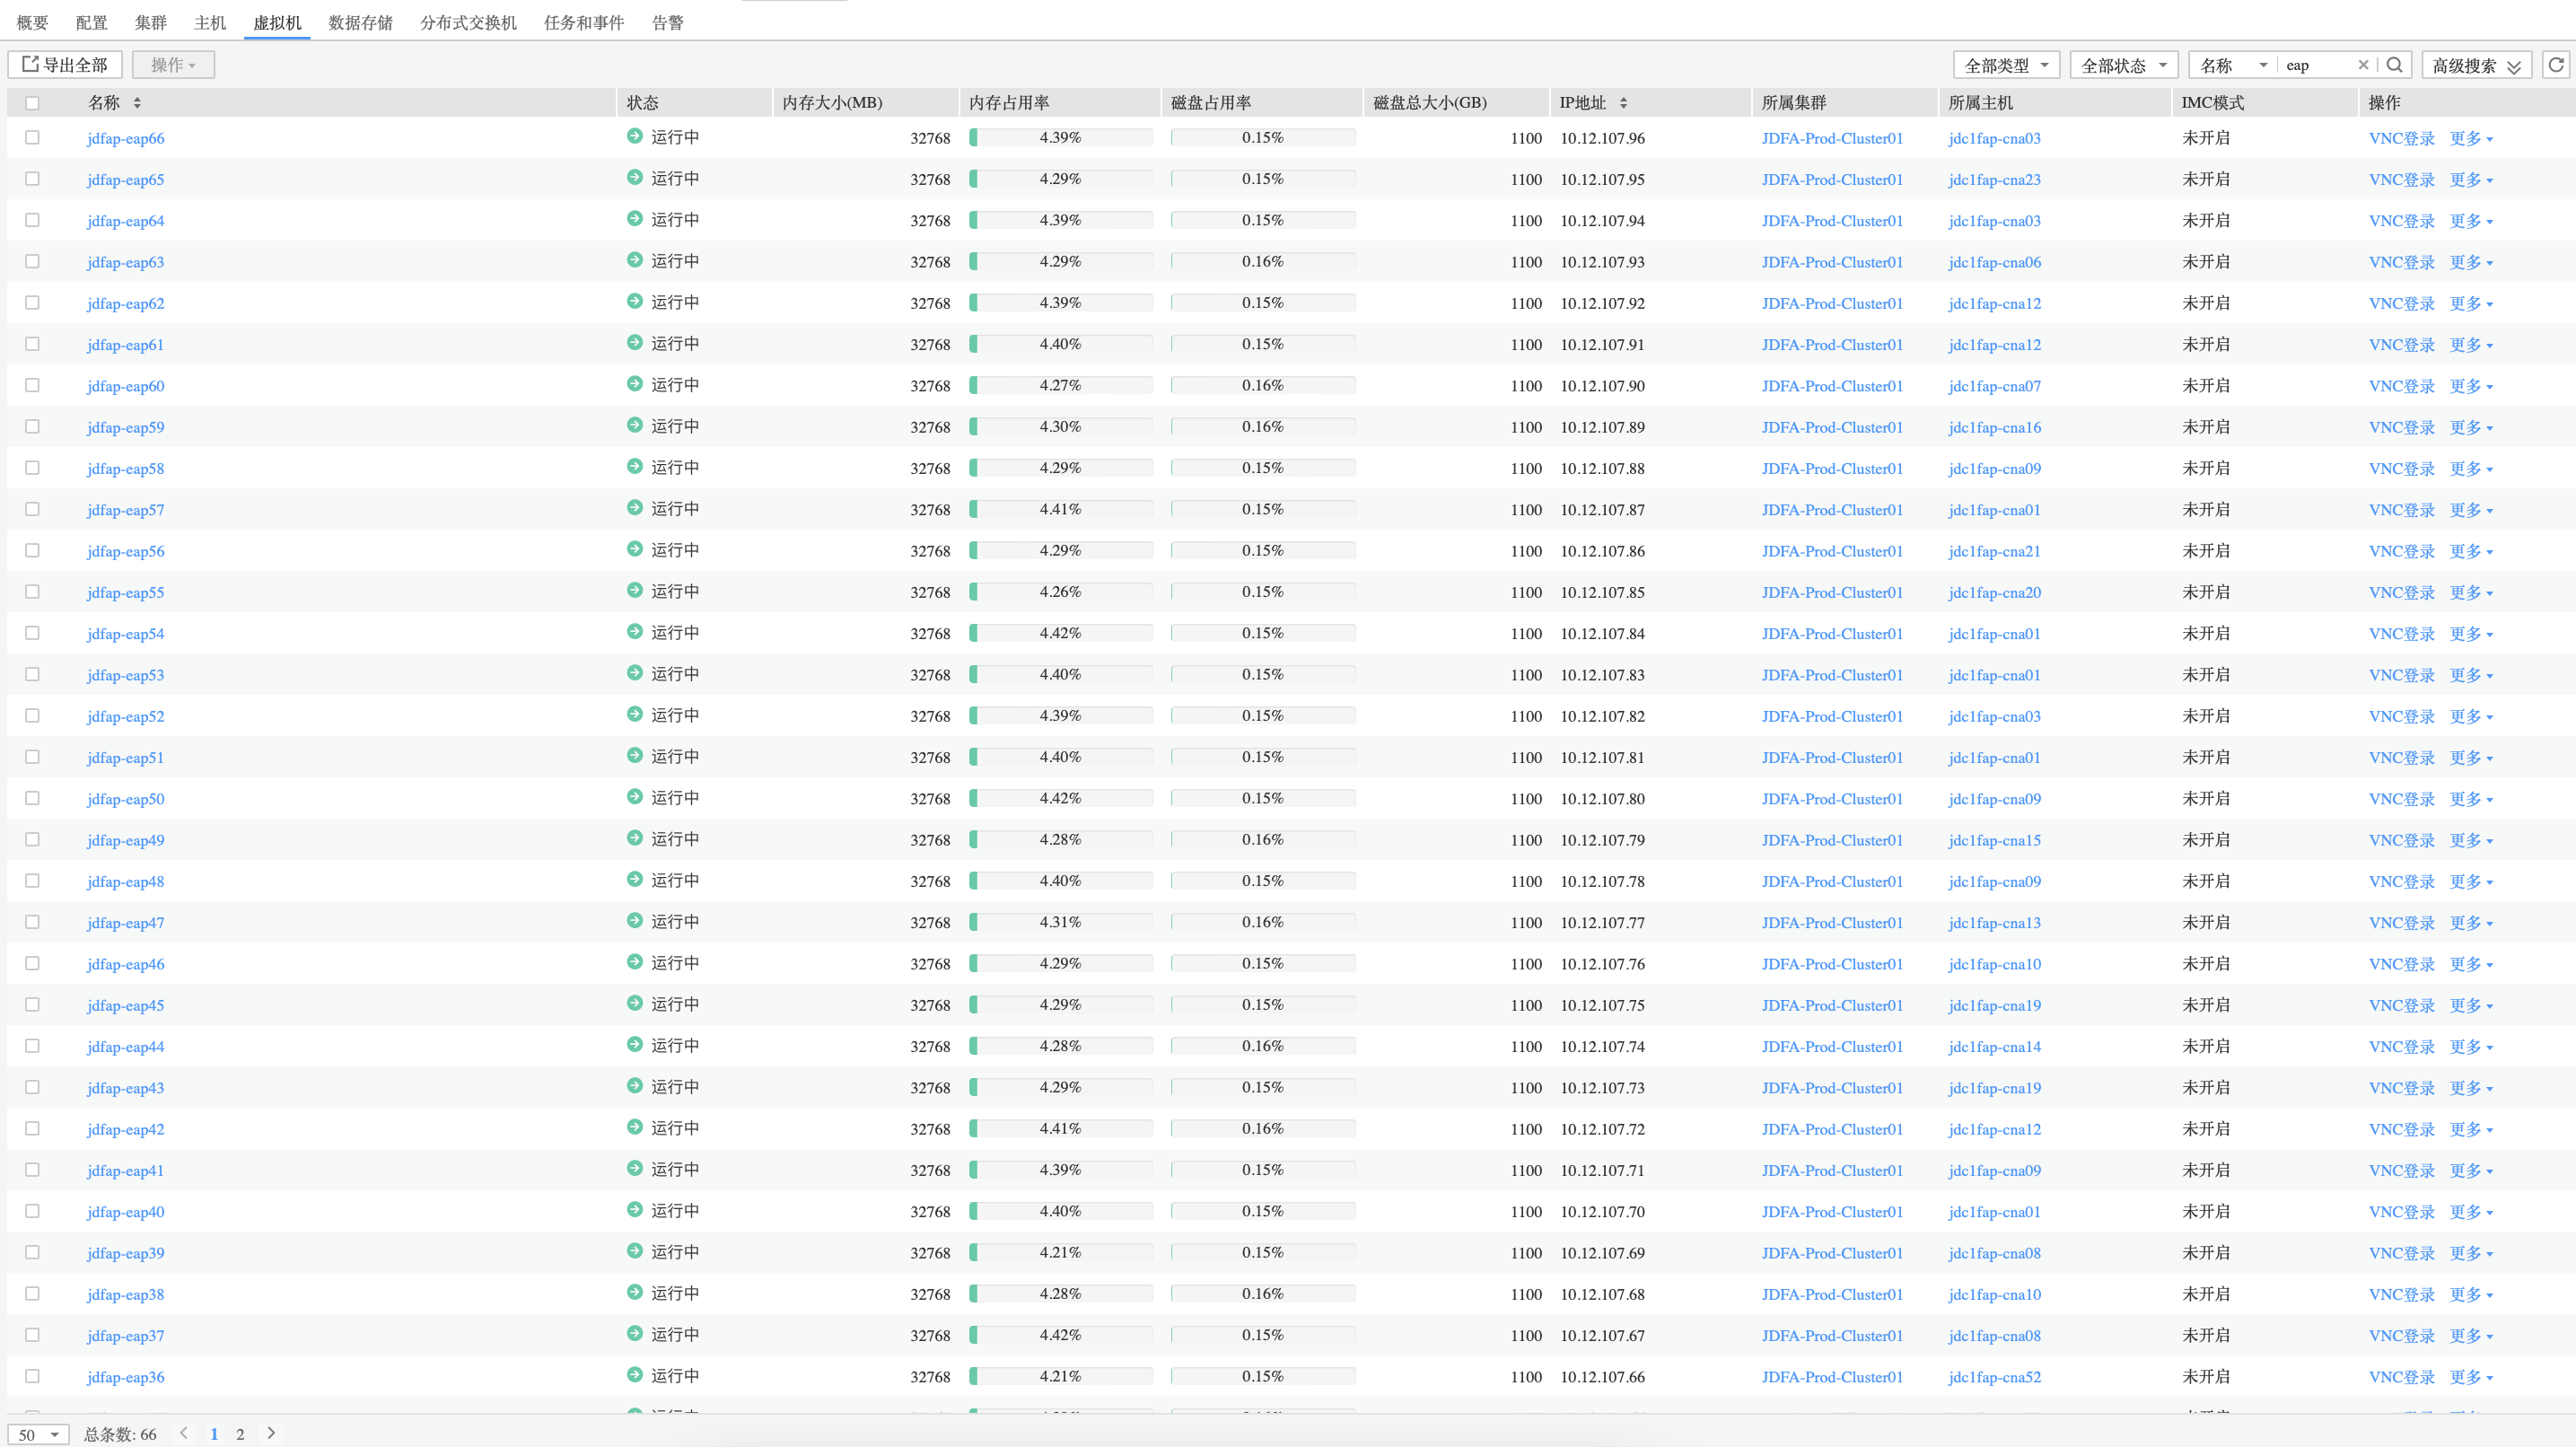 概要 配置 集群 主机 虚拟机 数据存储 分布式交换机 任务和事件 告警
导出全部 操作 全部类型 全部状态 名称 eap 高级搜索
名称 状态 内存大小(MB) 内存占用率 磁盘占用率 磁盘总大小(GB) IP地址 所属集群 所属主机 IMC模式 操作
jdfap-eap66 运行中 32768 4.39% 0.15% 1100 10.12.107.96 JDFA-Prod-Cluster01 jdc1fap-cna03 未开启 VNC登录 更多
jdfap-eap65 运行中 32768 4.29% 0.15% 1100 10.12.107.95 JDFA-Prod-Cluster01 jdc1fap-cna23 未开启 VNC登录 更多
jdfap-eap64 运行中 32768 4.39% 0.15% 1100 10.12.107.94 JDFA-Prod-Cluster01 jdc1fap-cna03 未开启 VNC登录 更多
jdfap-eap63 运行中 32768 4.29% 0.16% 1100 10.12.107.93 JDFA-Prod-Cluster01 jdc1fap-cna06 未开启 VNC登录 更多
jdfap-eap62 运行中 32768 4.39% 0.15% 1100 10.12.107.92 JDFA-Prod-Cluster01 jdc1fap-cna12 未开启 VNC登录 更多
jdfap-eap61 运行中 32768 4.40% 0.15% 1100 10.12.107.91 JDFA-Prod-Cluster01 jdc1fap-cna12 未开启 VNC登录 更多
jdfap-eap60 运行中 32768 4.27% 0.16% 1100 10.12.107.90 JDFA-Prod-Cluster01 jdc1fap-cna07 未开启 VNC登录 更多
jdfap-eap59 运行中 32768 4.30% 0.16% 1100 10.12.107.89 JDFA-Prod-Cluster01 jdc1fap-cna16 未开启 VNC登录 更多
jdfap-eap58 运行中 32768 4.29% 0.15% 1100 10.12.107.88 JDFA-Prod-Cluster01 jdc1fap-cna09 未开启 VNC登录 更多
jdfap-eap57 运行中 32768 4.41% 0.15% 1100 10.12.107.87 JDFA-Prod-Cluster01 jdc1fap-cna01 未开启 VNC登录 更多
jdfap-eap56 运行中 32768 4.29% 0.15% 1100 10.12.107.86 JDFA-Prod-Cluster01 jdc1fap-cna21 未开启 VNC登录 更多
jdfap-eap55 运行中 32768 4.26% 0.15% 1100 10.12.107.85 JDFA-Prod-Cluster01 jdc1fap-cna20 未开启 VNC登录 更多
jdfap-eap54 运行中 32768 4.42% 0.15% 1100 10.12.107.84 JDFA-Prod-Cluster01 jdc1fap-cna01 未开启 VNC登录 更多
jdfap-eap53 运行中 32768 4.40% 0.15% 1100 10.12.107.83 JDFA-Prod-Cluster01 jdc1fap-cna01 未开启 VNC登录 更多
jdfap-eap52 运行中 32768 4.39% 0.15% 1100 10.12.107.82 JDFA-Prod-Cluster01 jdc1fap-cna03 未开启 VNC登录 更多
jdfap-eap51 运行中 32768 4.40% 0.15% 1100 10.12.107.81 JDFA-Prod-Cluster01 jdc1fap-cna01 未开启 VNC登录 更多
jdfap-eap50 运行中 32768 4.42% 0.15% 1100 10.12.107.80 JDFA-Prod-Cluster01 jdc1fap-cna09 未开启 VNC登录 更多
jdfap-eap49 运行中 32768 4.28% 0.16% 1100 10.12.107.79 JDFA-Prod-Cluster01 jdc1fap-cna15 未开启 VNC登录 更多
jdfap-eap48 运行中 32768 4.40% 0.15% 1100 10.12.107.78 JDFA-Prod-Cluster01 jdc1fap-cna09 未开启 VNC登录 更多
jdfap-eap47 运行中 32768 4.31% 0.16% 1100 10.12.107.77 JDFA-Prod-Cluster01 jdc1fap-cna13 未开启 VNC登录 更多
jdfap-eap46 运行中 32768 4.29% 0.15% 1100 10.12.107.76 JDFA-Prod-Cluster01 jdc1fap-cna10 未开启 VNC登录 更多
jdfap-eap45 运行中 32768 4.29% 0.15% 1100 10.12.107.75 JDFA-Prod-Cluster01 jdc1fap-cna19 未开启 VNC登录 更多
jdfap-eap44 运行中 32768 4.28% 0.16% 1100 10.12.107.74 JDFA-Prod-Cluster01 jdc1fap-cna14 未开启 VNC登录 更多
jdfap-eap43 运行中 32768 4.29% 0.15% 1100 10.12.107.73 JDFA-Prod-Cluster01 jdc1fap-cna19 未开启 VNC登录 更多
jdfap-eap42 运行中 32768 4.41% 0.16% 1100 10.12.107.72 JDFA-Prod-Cluster01 jdc1fap-cna12 未开启 VNC登录 更多
jdfap-eap41 运行中 32768 4.39% 0.15% 1100 10.12.107.71 JDFA-Prod-Cluster01 jdc1fap-cna09 未开启 VNC登录 更多
jdfap-eap40 运行中 32768 4.40% 0.15% 1100 10.12.107.70 JDFA-Prod-Cluster01 jdc1fap-cna01 未开启 VNC登录 更多
jdfap-eap39 运行中 32768 4.21% 0.15% 1100 10.12.107.69 JDFA-Prod-Cluster01 jdc1fap-cna08 未开启 VNC登录 更多
jdfap-eap38 运行中 32768 4.28% 0.16% 1100 10.12.107.68 JDFA-Prod-Cluster01 jdc1fap-cna10 未开启 VNC登录 更多
jdfap-eap37 运行中 32768 4.42% 0.15% 1100 10.12.107.67 JDFA-Prod-Cluster01 jdc1fap-cna08 未开启 VNC登录 更多
jdfap-eap36 运行中 32768 4.21% 0.15% 1100 10.12.107.66 JDFA-Prod-Cluster01 jdc1fap-cna52 未开启 VNC登录 更多
50 总条数: 66 1 2